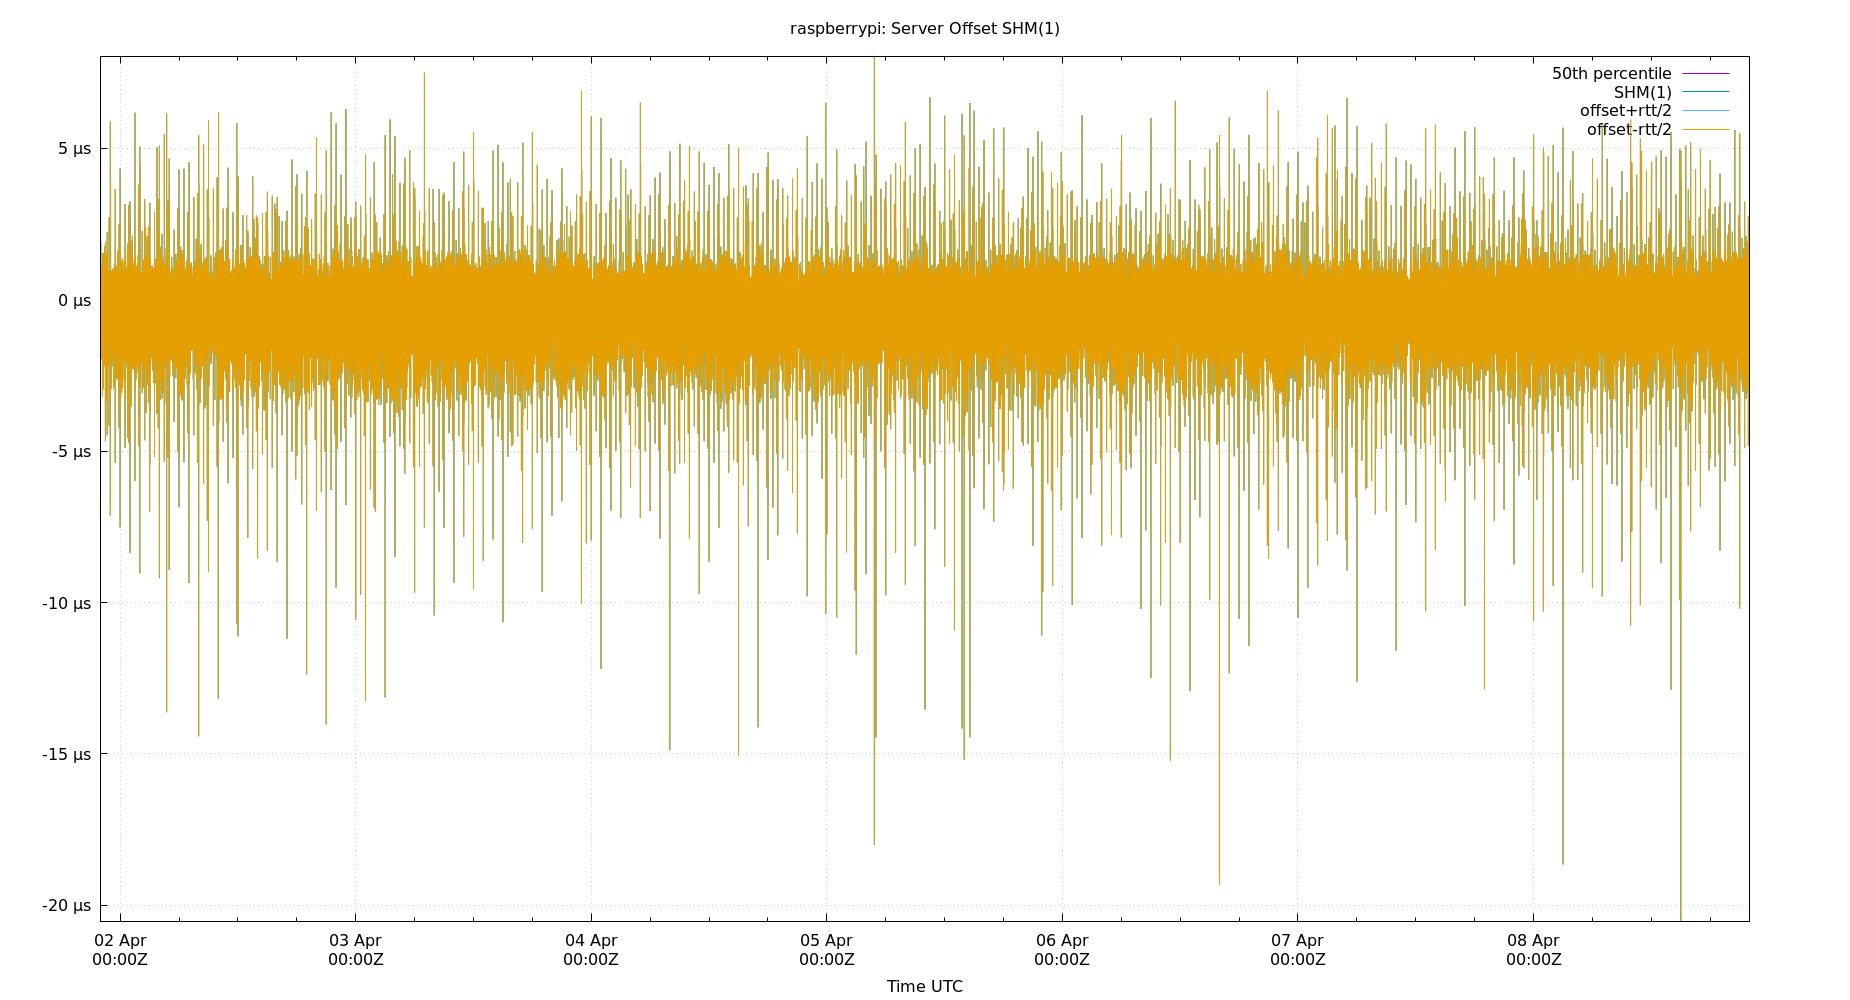 raspberrypi: Server Offset SHM(1)
50th percentile
SHM(1)
offset+rtt/2
offset-rtt/2
5 µs
0 µs
-5 µs
-10 µs
-15 µs
-20 µs
02 Apr 03 Apr 04 Apr 05 Apr 06 Apr 07 Apr 08 Apr
00:00Z 00:00Z 00:00Z 00:00Z 00:00Z 00:00Z 00:00Z
Time UTC